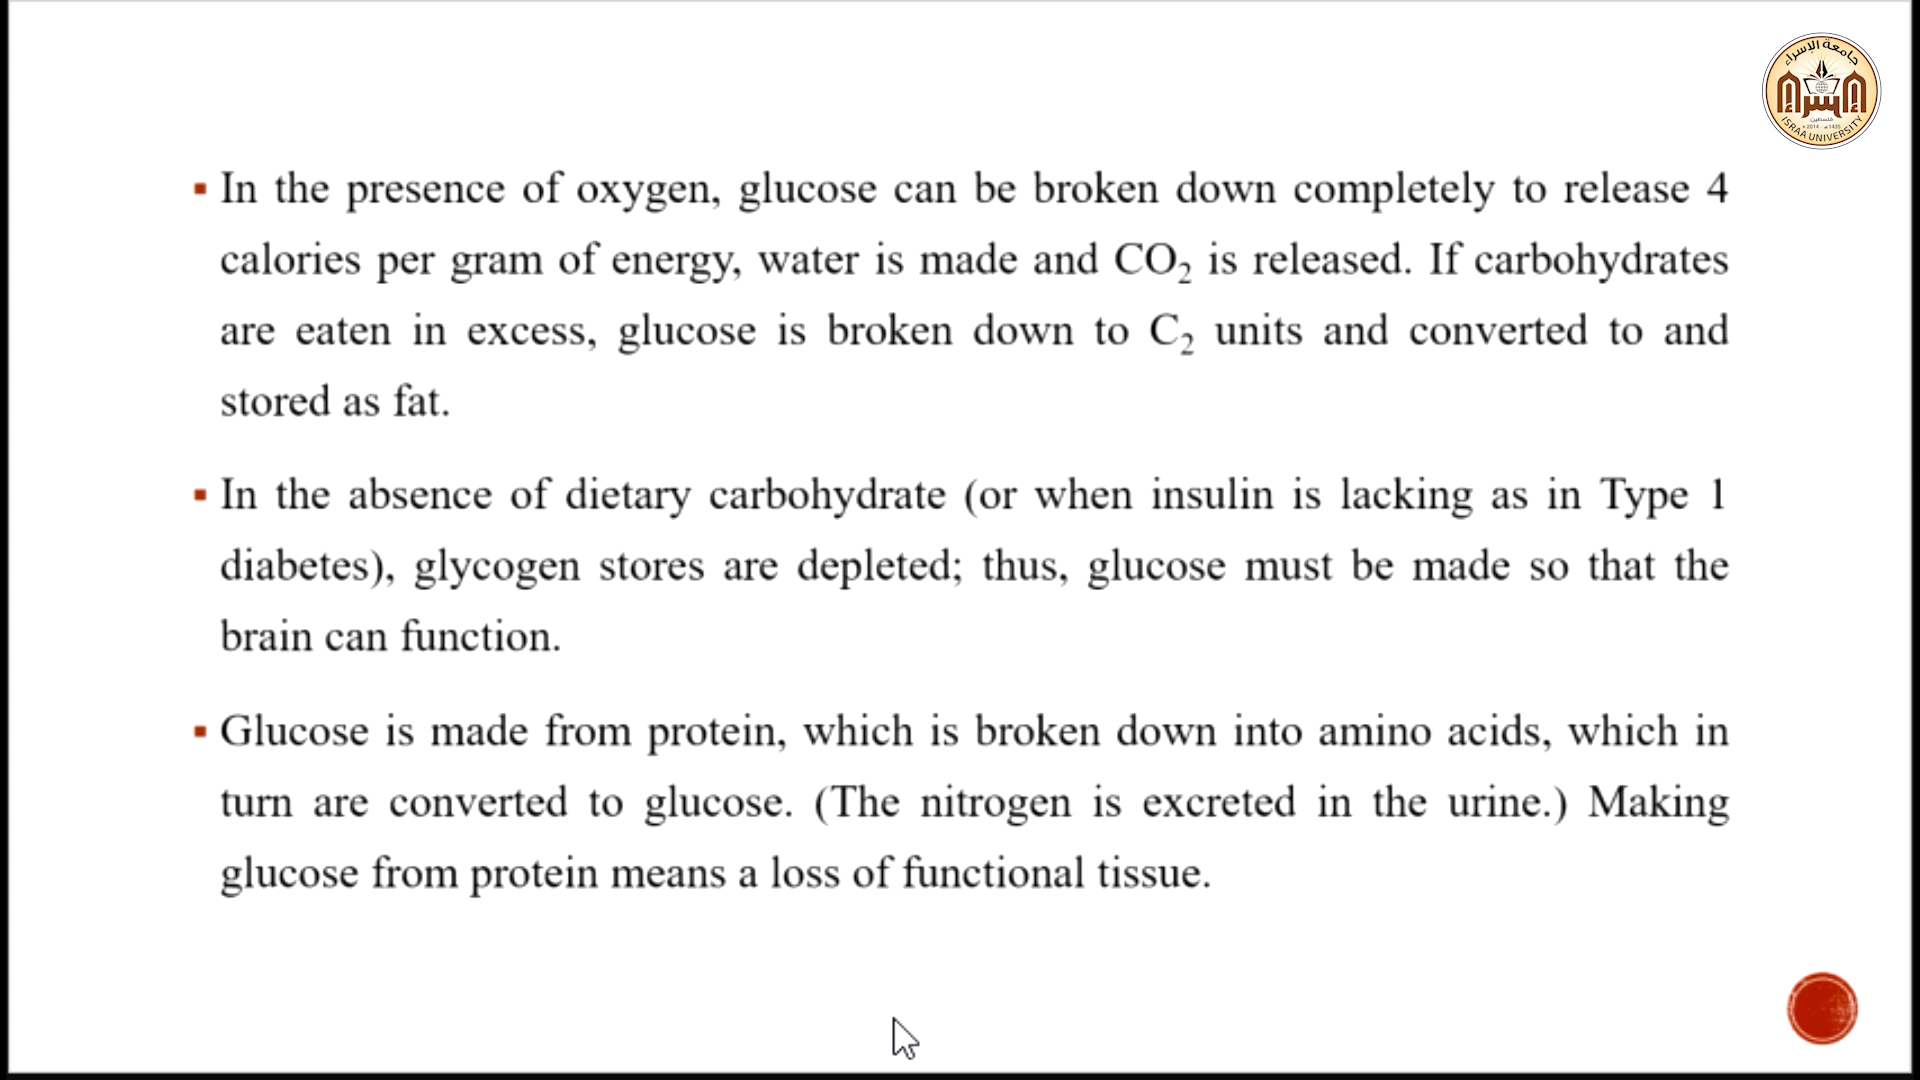 جامعة الإسراء
إسراء
فلسطين
2014 - 1435هـ
ISRAA UNIVERSITY
▪ In the presence of oxygen, glucose can be broken down completely to release 4
calories per gram of energy, water is made and CO₂ is released. If carbohydrates
are eaten in excess, glucose is broken down to C₂ units and converted to and
stored as fat.
▪ In the absence of dietary carbohydrate (or when insulin is lacking as in Type 1
diabetes), glycogen stores are depleted; thus, glucose must be made so that the
brain can function.
▪ Glucose is made from protein, which is broken down into amino acids, which in
turn are converted to glucose. (The nitrogen is excreted in the urine.) Making
glucose from protein means a loss of functional tissue.